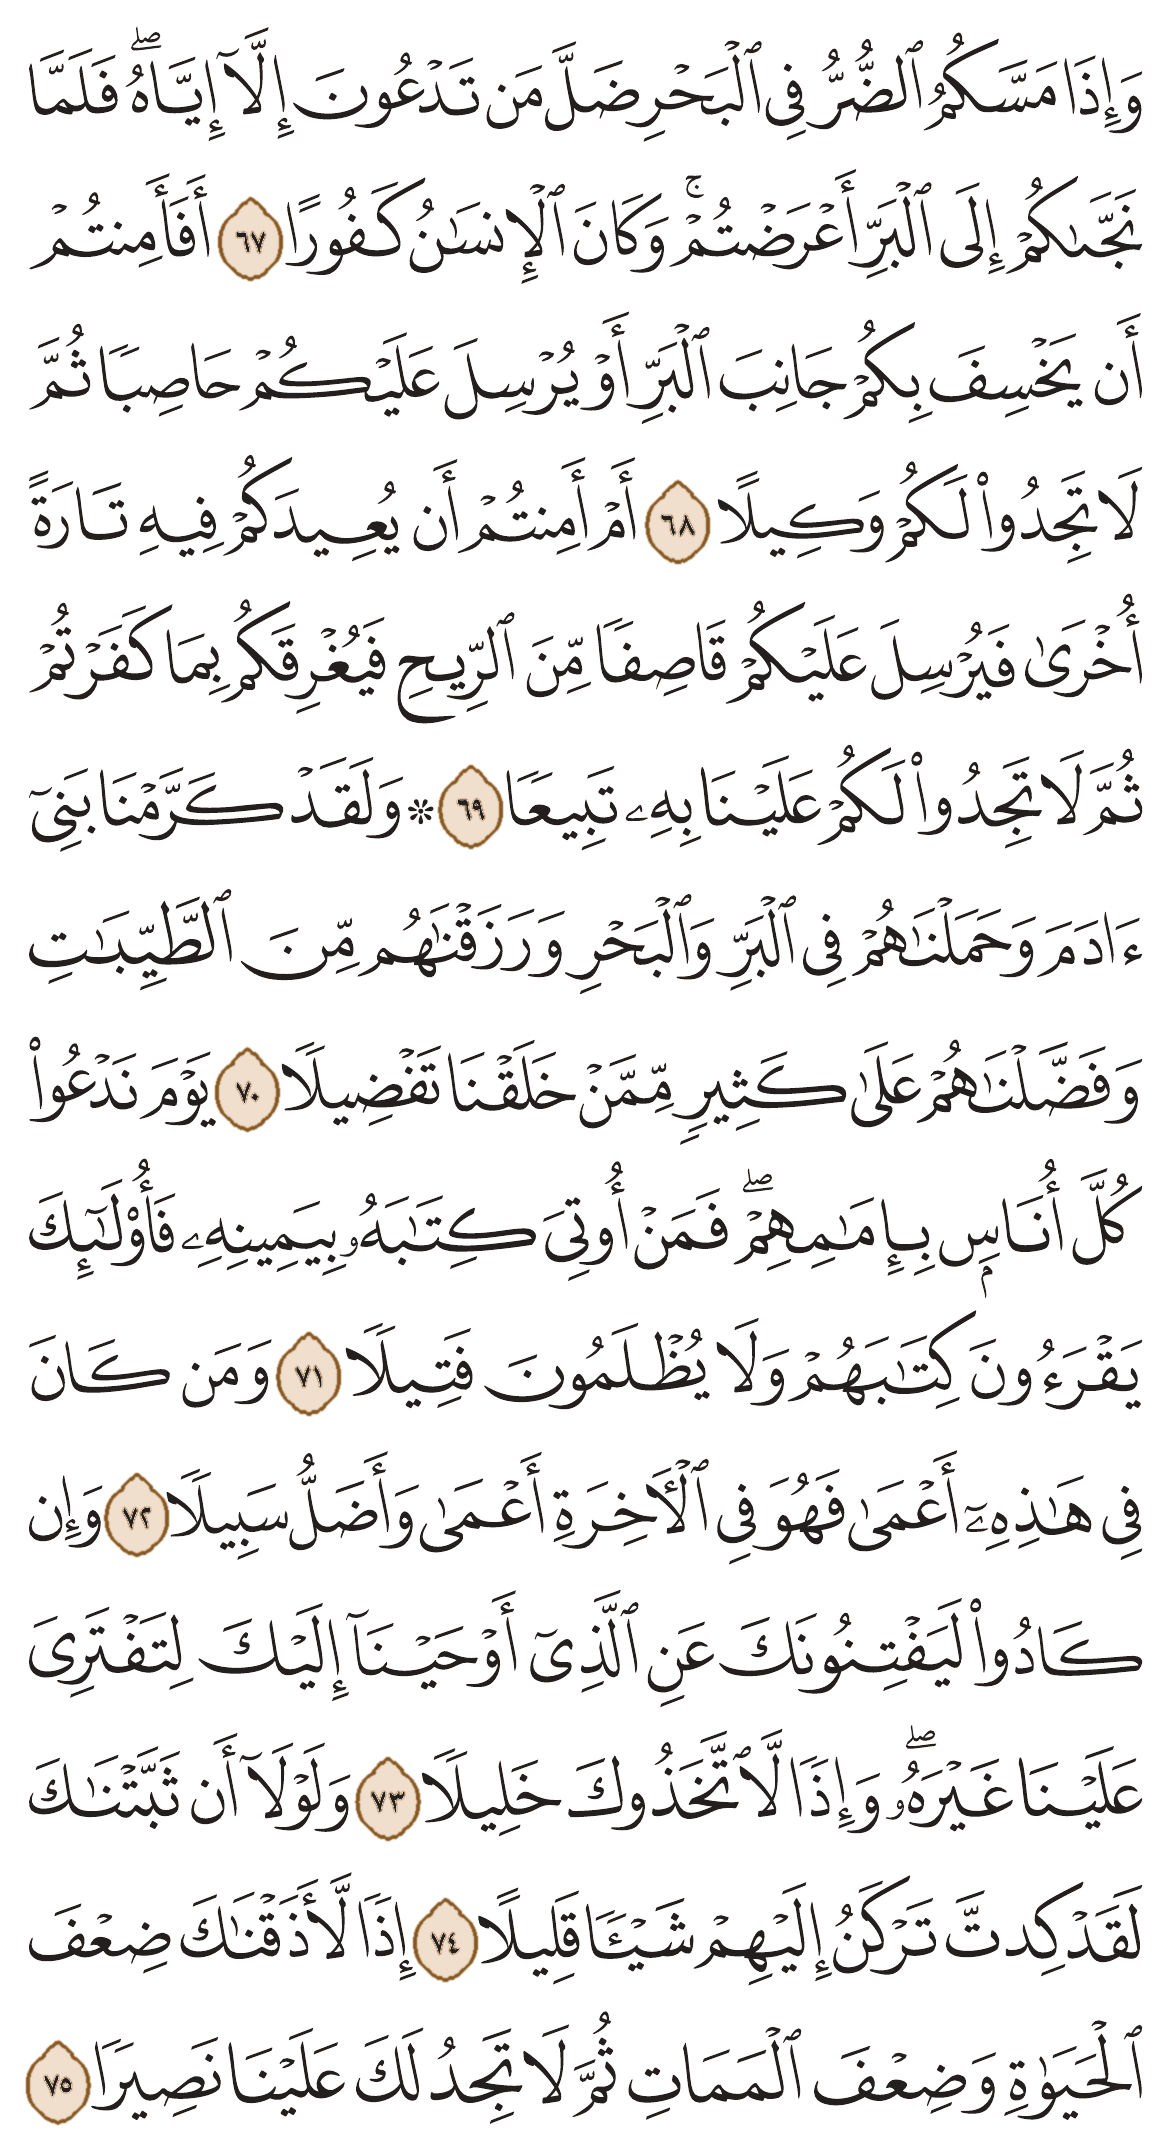 وَإِذَا مَسَّكُمُ ٱلضُّرُّ فِي ٱلۡبَحۡرِ ضَلَّ مَن تَدۡعُونَ إِلَّآ إِيَّاهُۖ فَلَمَّا
نَجَّىٰكُمۡ إِلَى ٱلۡبَرِّ أَعۡرَضۡتُمۡۚ وَكَانَ ٱلۡإِنسَٰنُ كَفُورًا ٦٧ أَفَأَمِنتُمۡ
أَن يَخۡسِفَ بِكُمۡ جَانِبَ ٱلۡبَرِّ أَوۡ يُرۡسِلَ عَلَيۡكُمۡ حَاصِبٗا ثُمَّ
لَا تَجِدُواْ لَكُمۡ وَكِيلًا ٦٨ أَمۡ أَمِنتُمۡ أَن يُعِيدَكُمۡ فِيهِ تَارَةً
أُخۡرَىٰ فَيُرۡسِلَ عَلَيۡكُمۡ قَاصِفٗا مِّنَ ٱلرِّيحِ فَيُغۡرِقَكُم بِمَا كَفَرۡتُمۡ
ثُمَّ لَا تَجِدُواْ لَكُمۡ عَلَيۡنَا بِهِۦ تَبِيعٗا ٦٩ ۞ وَلَقَدۡ كَرَّمۡنَا بَنِيٓ
ءَادَمَ وَحَمَلۡنَٰهُمۡ فِي ٱلۡبَرِّ وَٱلۡبَحۡرِ وَرَزَقۡنَٰهُم مِّنَ ٱلطَّيِّبَٰتِ
وَفَضَّلۡنَٰهُمۡ عَلَىٰ كَثِيرٖ مِّمَّنۡ خَلَقۡنَا تَفۡضِيلٗا ٧٠ يَوۡمَ نَدۡعُواْ
كُلَّ أُنَاسِۭ بِإِمَٰمِهِمۡۖ فَمَنۡ أُوتِيَ كِتَٰبَهُۥ بِيَمِينِهِۦ فَأُوْلَٰٓئِكَ
يَقۡرَءُونَ كِتَٰبَهُمۡ وَلَا يُظۡلَمُونَ فَتِيلٗا ٧١ وَمَن كَانَ
فِي هَٰذِهِۦٓ أَعۡمَىٰ فَهُوَ فِي ٱلۡأٓخِرَةِ أَعۡمَىٰ وَأَضَلُّ سَبِيلٗا ٧٢ وَإِن
كَادُواْ لَيَفۡتِنُونَكَ عَنِ ٱلَّذِيٓ أَوۡحَيۡنَآ إِلَيۡكَ لِتَفۡتَرِيَ
عَلَيۡنَا غَيۡرَهُۥۖ وَإِذٗا لَّٱتَّخَذُوكَ خَلِيلٗا ٧٣ وَلَوۡلَآ أَن ثَبَّتۡنَٰكَ
لَقَدۡ كِدتَّ تَرۡكَنُ إِلَيۡهِمۡ شَيۡـٔٗا قَلِيلًا ٧٤ إِذٗا لَّأَذَقۡنَٰكَ ضِعۡفَ
ٱلۡحَيَوٰةِ وَضِعۡفَ ٱلۡمَمَاتِ ثُمَّ لَا تَجِدُ لَكَ عَلَيۡنَا نَصِيرٗا ٧٥